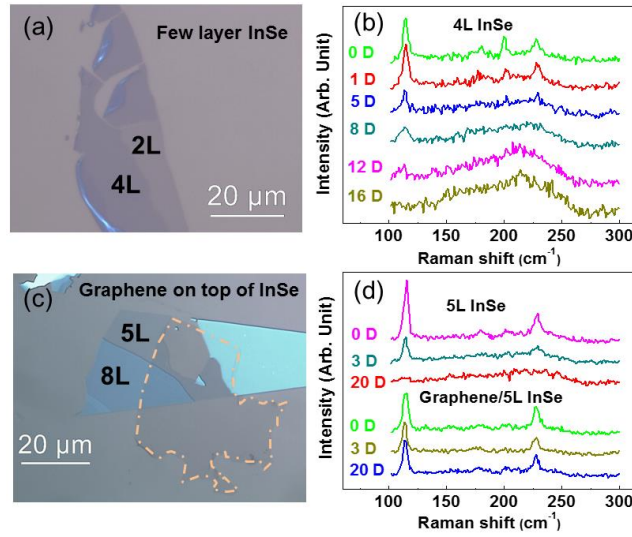 (a)
Few layer InSe
2L
4L
20 µm
(b)
4L InSe
0 D
1 D
5 D
8 D
12 D
16 D
Intensity (Arb. Unit)
100 150 200 250 300
Raman shift (cm⁻¹)
(c)
Graphene on top of InSe
5L
8L
20 µm
(d)
5L InSe
0 D
3 D
20 D
Graphene/5L InSe
0 D
3 D
20 D
Intensity (Arb. Unit)
100 150 200 250 300
Raman shift (cm⁻¹)